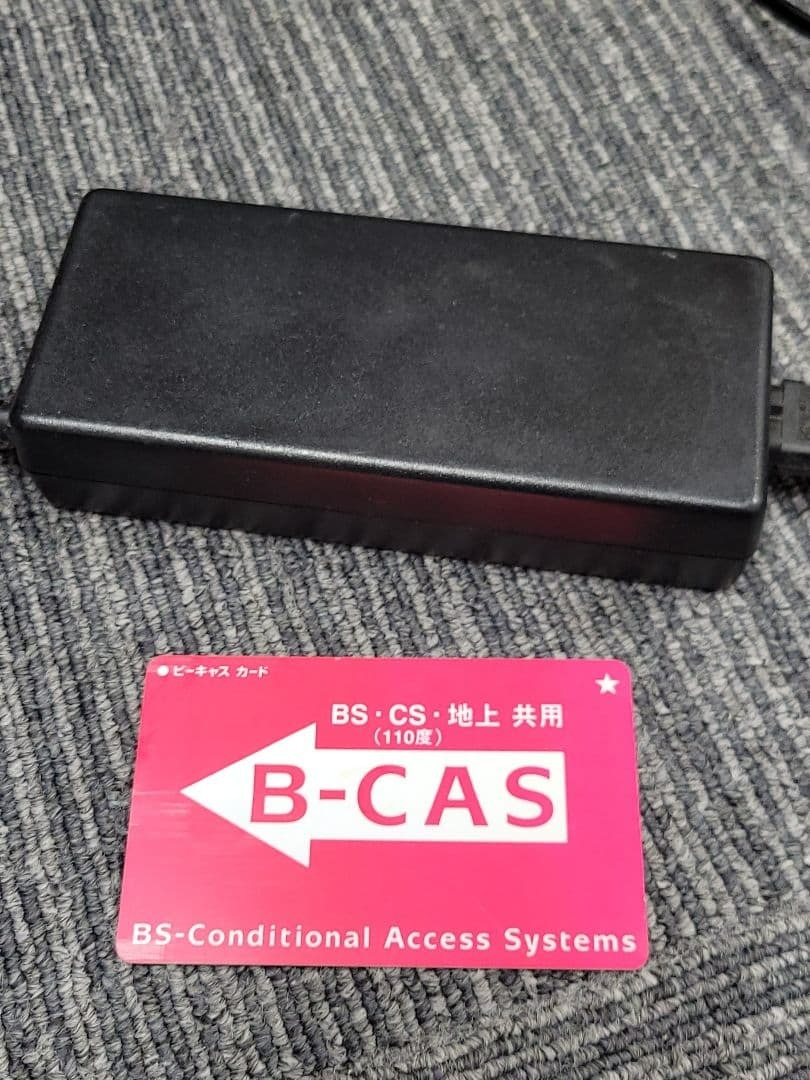 ●ビーキャス カード
★
BS・CS・地上 共用
(110度)
B-CAS
BS-Conditional Access Systems